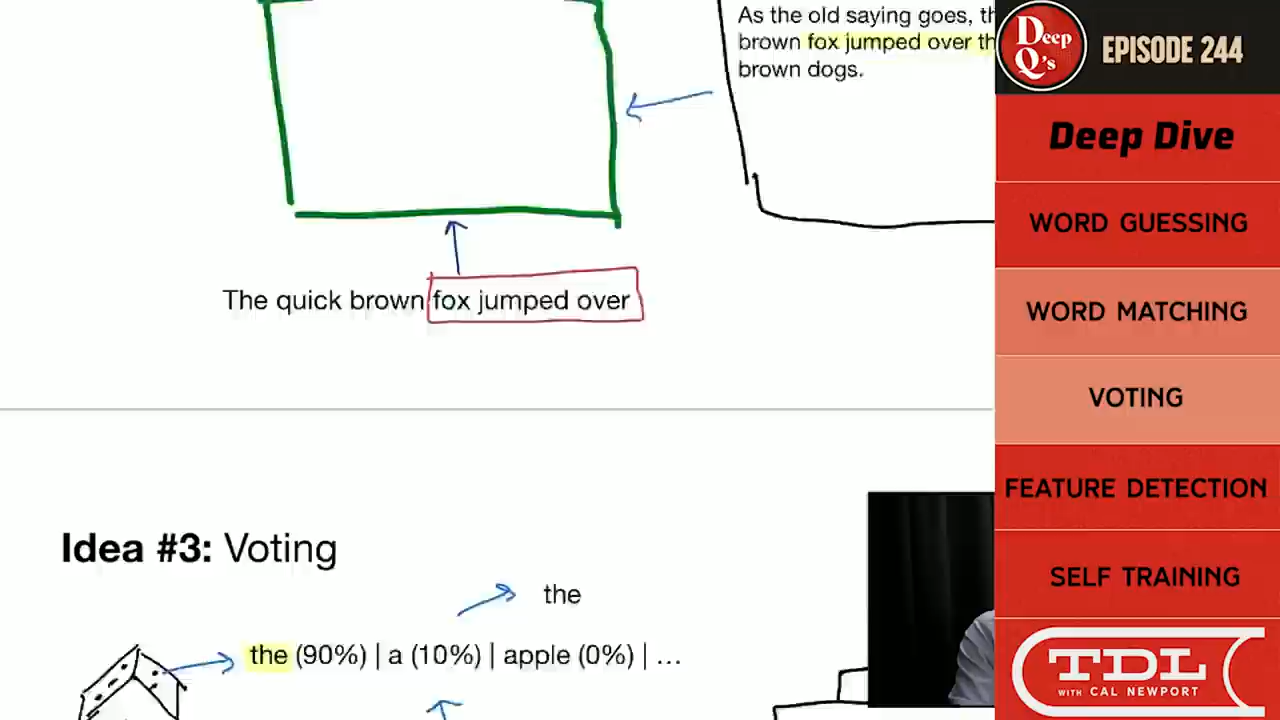 As the old saying goes, th
brown fox jumped over th
brown dogs.
The quick brown fox jumped over
Idea #3: Voting
the
the (90%) | a (10%) | apple (0%) | ...
Deep Q's
EPISODE 244
Deep Dive
WORD GUESSING
WORD MATCHING
VOTING
FEATURE DETECTION
SELF TRAINING
TDL
WITH CAL NEWPORT